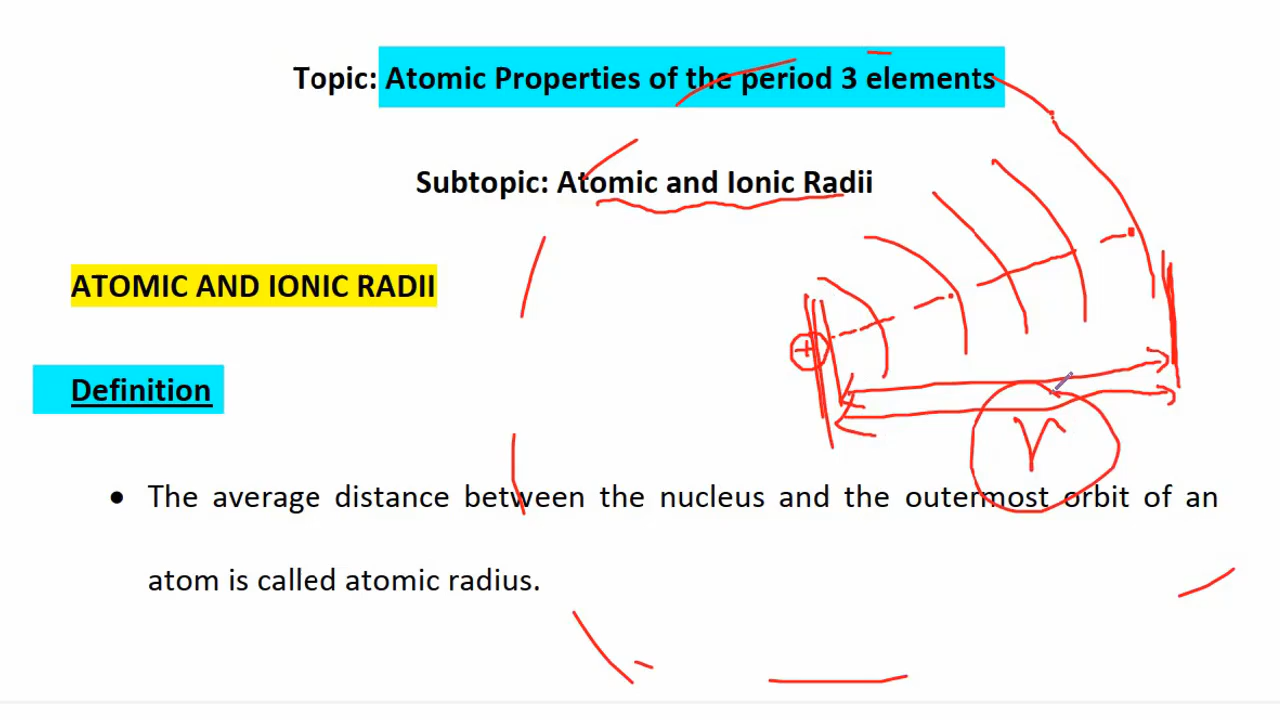 Topic: Atomic Properties of the period 3 elements
Subtopic: Atomic and Ionic Radii
ATOMIC AND IONIC RADII
+
Definition
r
The average distance between the nucleus and the outermost orbit of an
atom is called atomic radius.